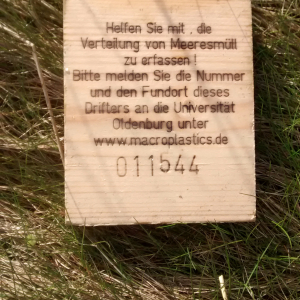 Helfen Sie mit , die
Verteilung von Meeresmüll
zu erfassen !
Bitte melden Sie die Nummer
und den Fundort dieses
Drifters an die Universität
Oldenburg unter
www.macroplastics.de
011544